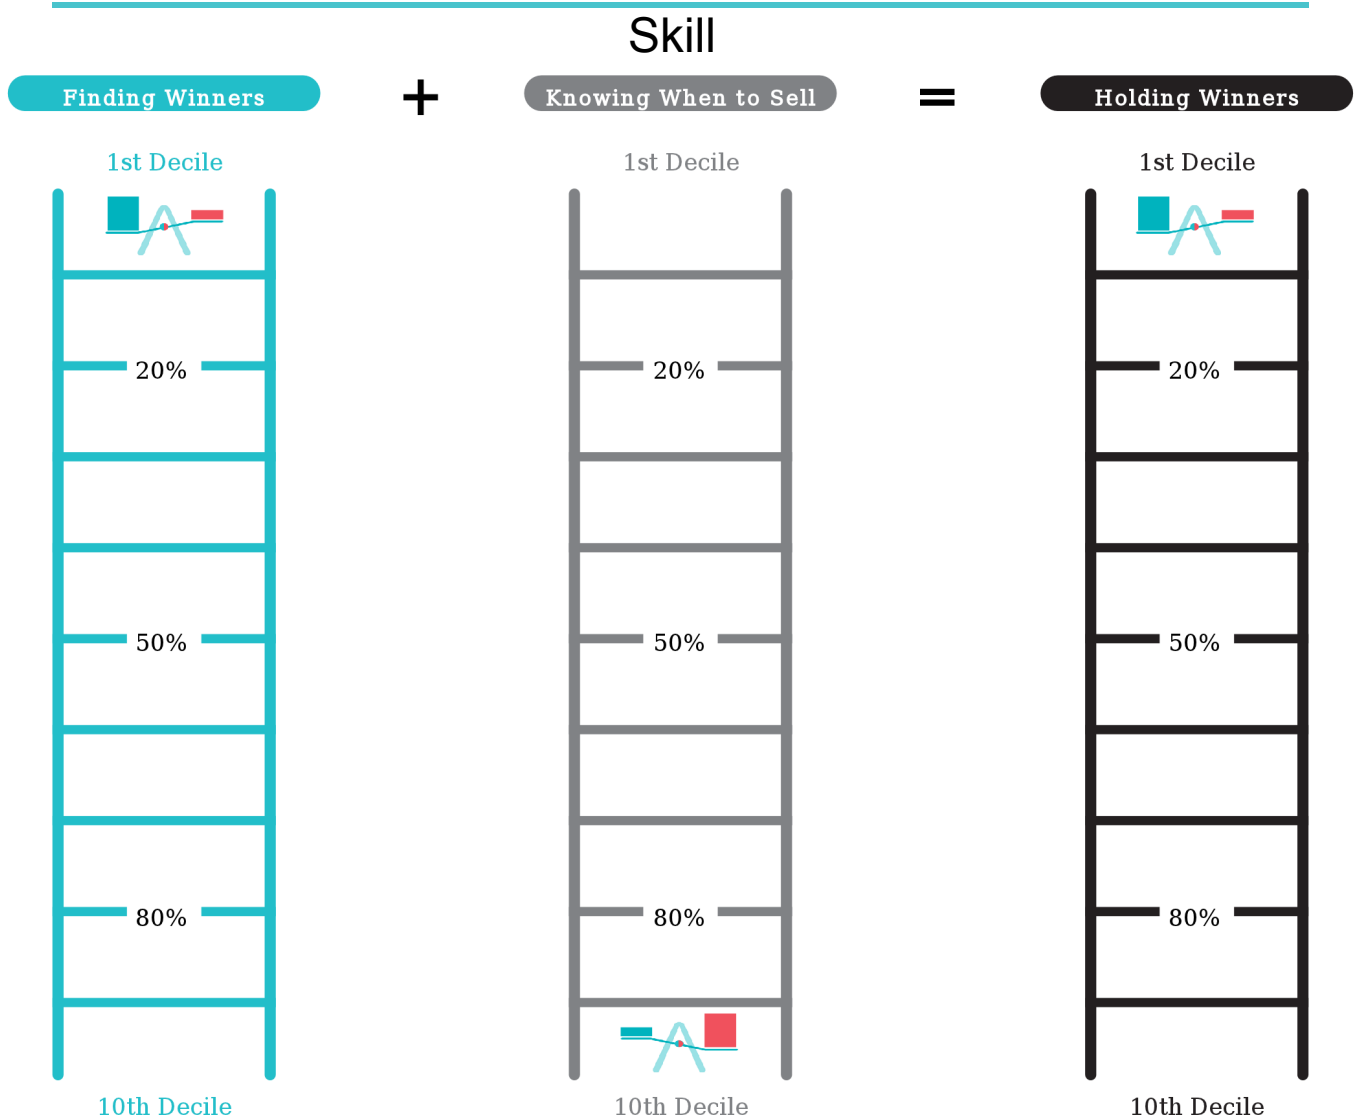 Skill
Finding Winners
+
Knowing When to Sell
=
Holding Winners
1st Decile
1st Decile
1st Decile
20%
20%
20%
50%
50%
50%
80%
80%
80%
10th Decile
10th Decile
10th Decile